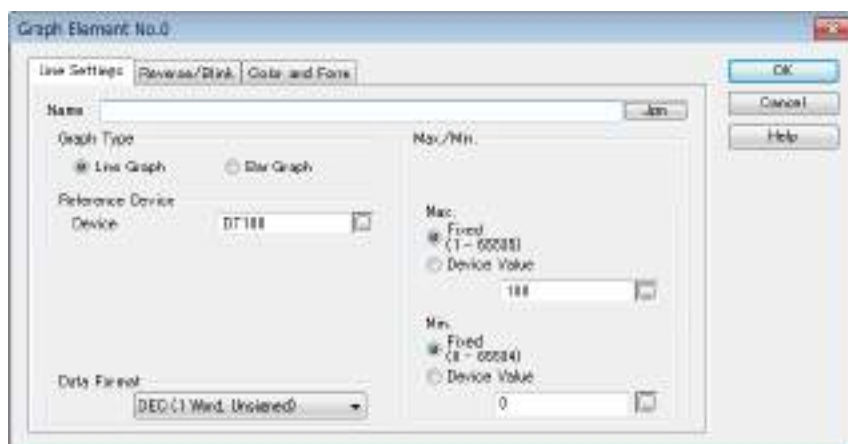 Graph Element No.0
Line Settings
Reverse/Blink
Color and Form
OK
Cancel
Help
Name
Jpn
Graph Type
Line Graph
Bar Graph
Max./Min.
Reference Device
Device
DT100
...
Max.
Fixed
(1 - 65535)
Device Value
100
...
Min.
Fixed
(0 - 65534)
Device Value
0
...
Data Format
DEC (1 Word, Unsigned)